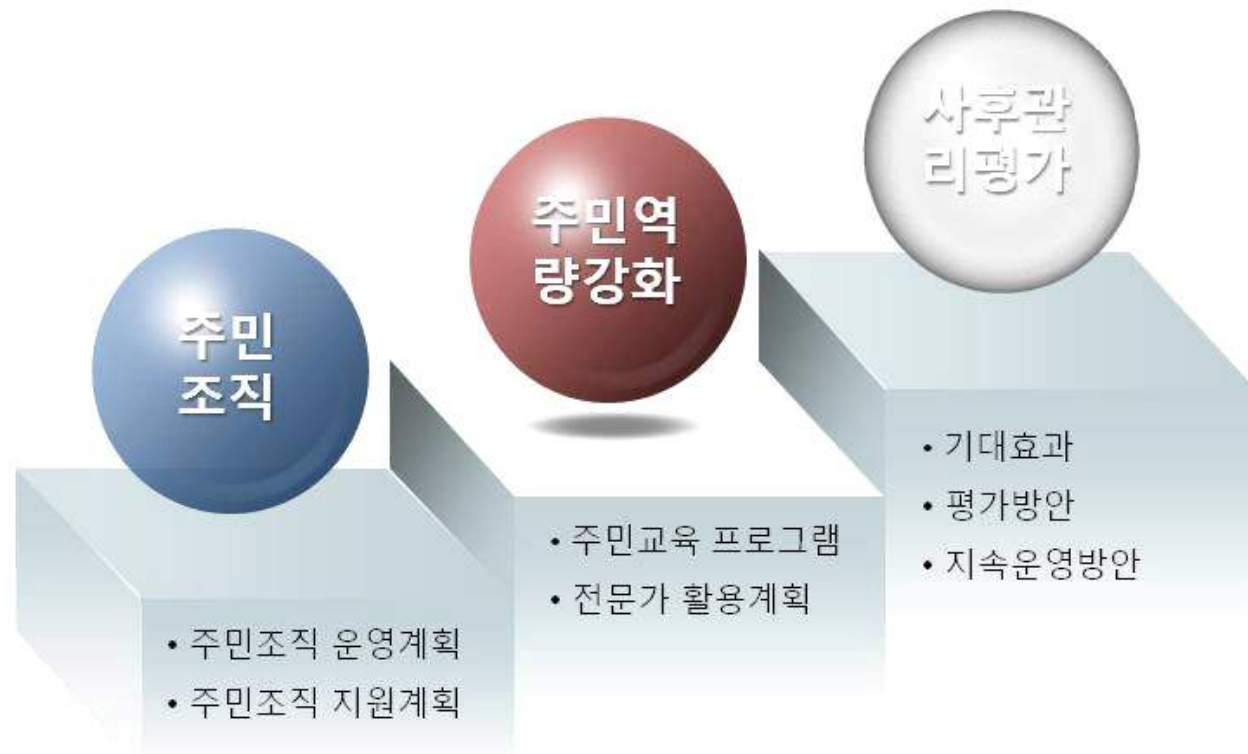 주민
조직
• 주민조직 운영계획
• 주민조직 지원계획
주민역
량강화
• 주민교육 프로그램
• 전문가 활용계획
사후관
리평가
• 기대효과
• 평가방안
• 지속운영방안